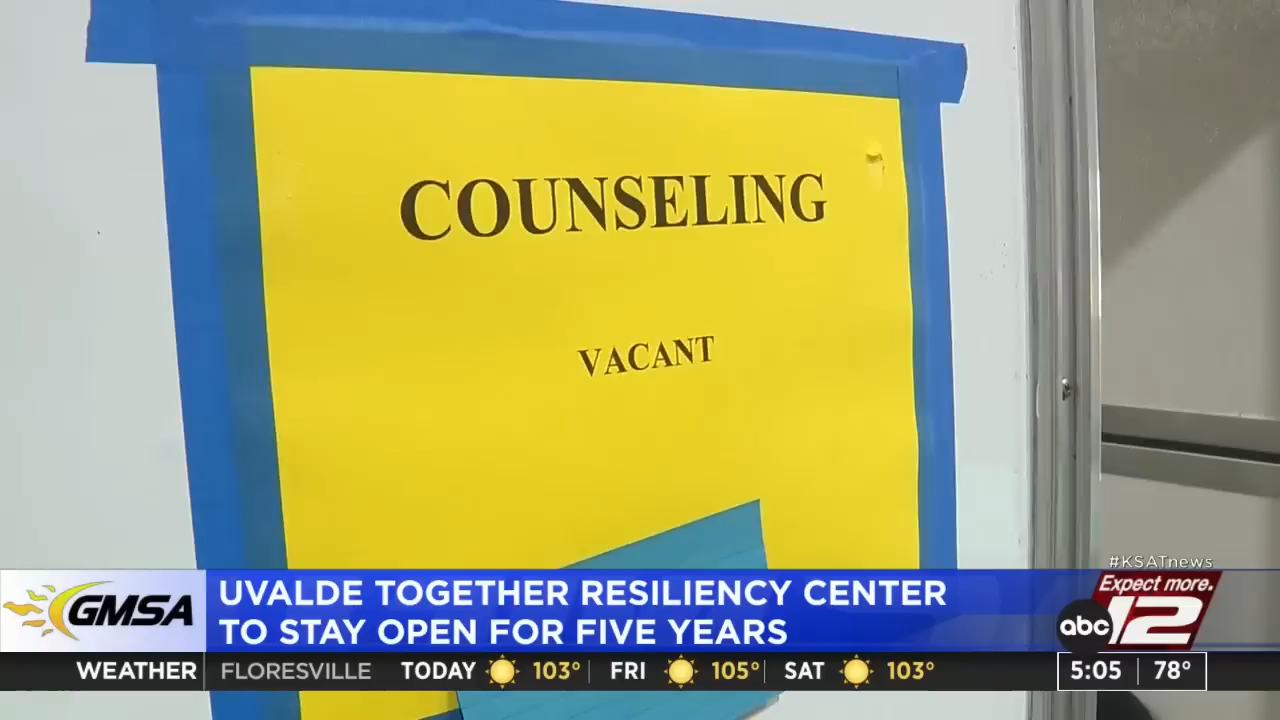 COUNSELING
VACANT
#KSATnews
Expect more.
abc 12
GMSA
UVALDE TOGETHER RESILIENCY CENTER
TO STAY OPEN FOR FIVE YEARS
WEATHER FLORESVILLE TODAY 103° FRI 105° SAT 103° 5:05 78°